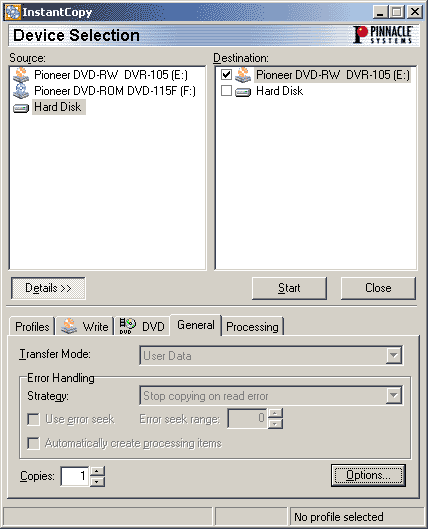 InstantCopy
Device Selection
PINNACLE
SYSTEMS
Source:
Pioneer DVD-RW DVR-105 (E:)
Pioneer DVD-ROM DVD-115F (F:)
Hard Disk
Destination:
Pioneer DVD-RW DVR-105 (E:)
Hard Disk
Details >>
Start
Close
Profiles
Write
DVD
DVD
General
Processing
Transfer Mode:
User Data
Error Handling
Strategy:
Stop copying on read error
Use error seek
Error seek range:
0
Automatically create processing items
Copies:
1
Options...
No profile selected